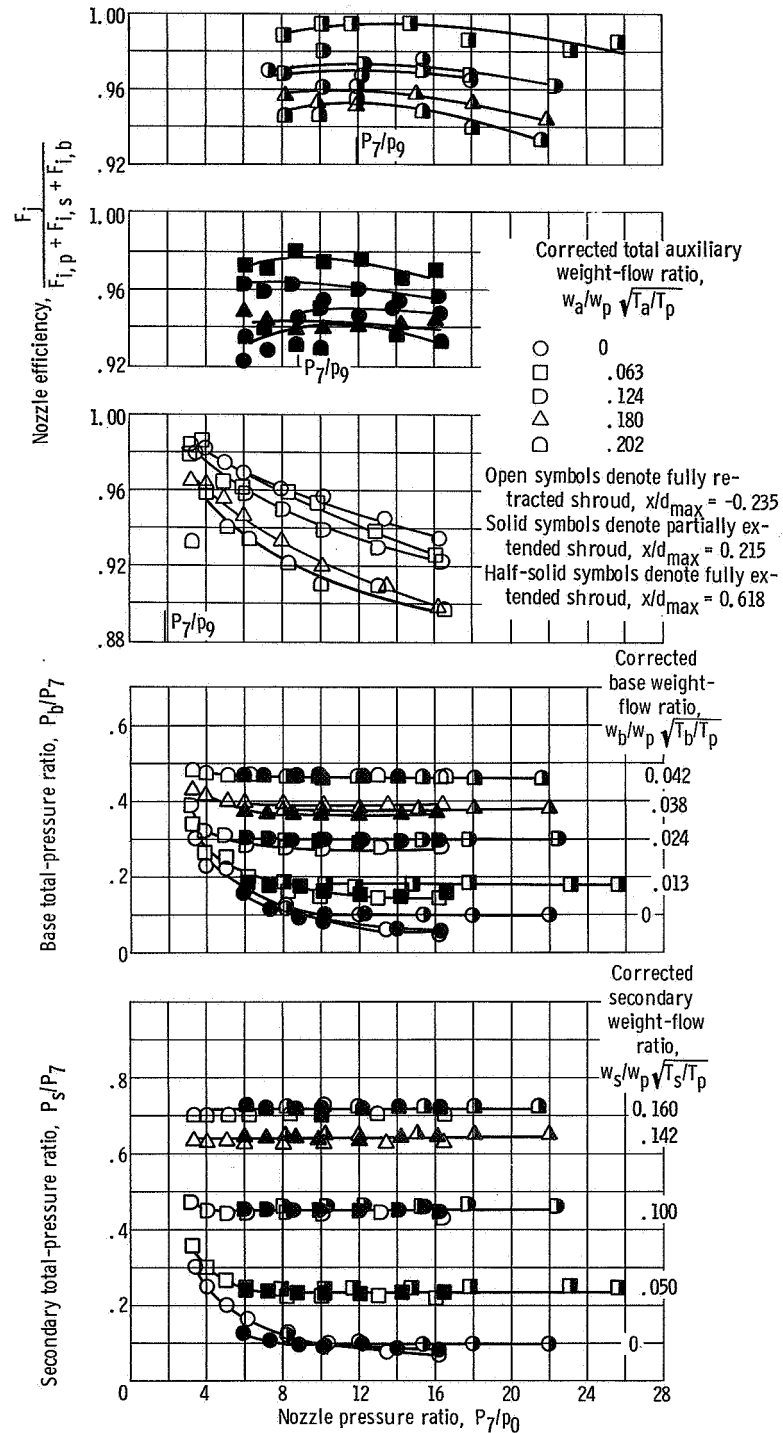 1.00
.96
.92
P7/p9
1.00
.96
.92
P7/p9
Nozzle efficiency, Fj / Fi,p + Fi,s + Fi,b
Corrected total auxiliary
weight-flow ratio,
wa/wp √Ta/Tp
0
.063
.124
.180
.202
Open symbols denote fully re-
tracted shroud, x/dmax = -0.235
Solid symbols denote partially ex-
tended shroud, x/dmax = 0.215
Half-solid symbols denote fully ex-
tended shroud, x/dmax = 0.618
1.00
.96
.92
.88
P7/p9
Corrected
base weight-
flow ratio,
wb/wp √Tb/Tp
0.042
.038
.024
.013
0
Base total-pressure ratio, Pb/P7
.6
.4
.2
0
Corrected
secondary
weight-flow
ratio,
ws/wp √Ts/Tp
0.160
.142
.100
.050
0
Secondary total-pressure ratio, Ps/P7
.8
.6
.4
.2
0 4 8 12 16 20 24 28
Nozzle pressure ratio, P7/p0